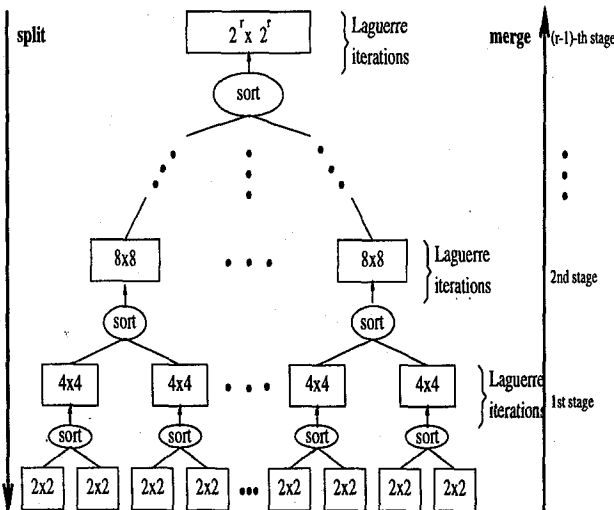 split
2^r x 2^r
Laguerre
iterations
merge
(r-1)-th stage
sort
8x8
8x8
Laguerre
iterations
2nd stage
sort
sort
4x4
4x4
4x4
4x4
Laguerre
iterations
1st stage
sort
sort
sort
sort
2x2
2x2
2x2
2x2
2x2
2x2
2x2
2x2